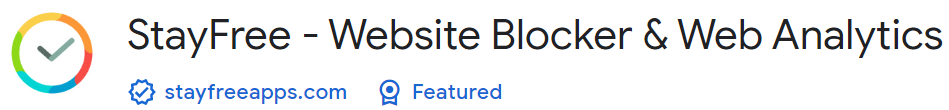 StayFree - Website Blocker & Web Analytics
stayfreeapps.com Featured